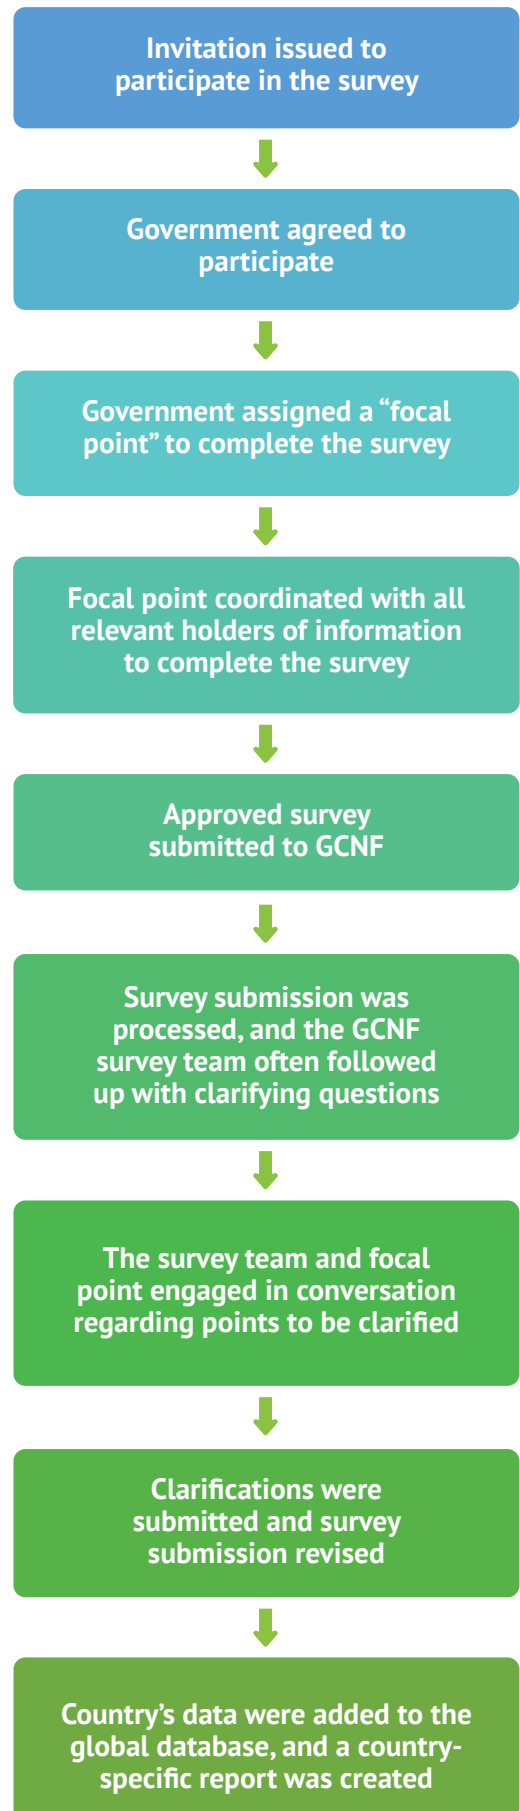 Invitation issued to
participate in the survey
Government agreed to
participate
Government assigned a “focal
point” to complete the survey
Focal point coordinated with all
relevant holders of information
to complete the survey
Approved survey
submitted to GCNF
Survey submission was
processed, and the GCNF
survey team often followed
up with clarifying questions
The survey team and focal
point engaged in conversation
regarding points to be clarified
Clarifications were
submitted and survey
submission revised
Country’s data were added to the
global database, and a country-
specific report was created